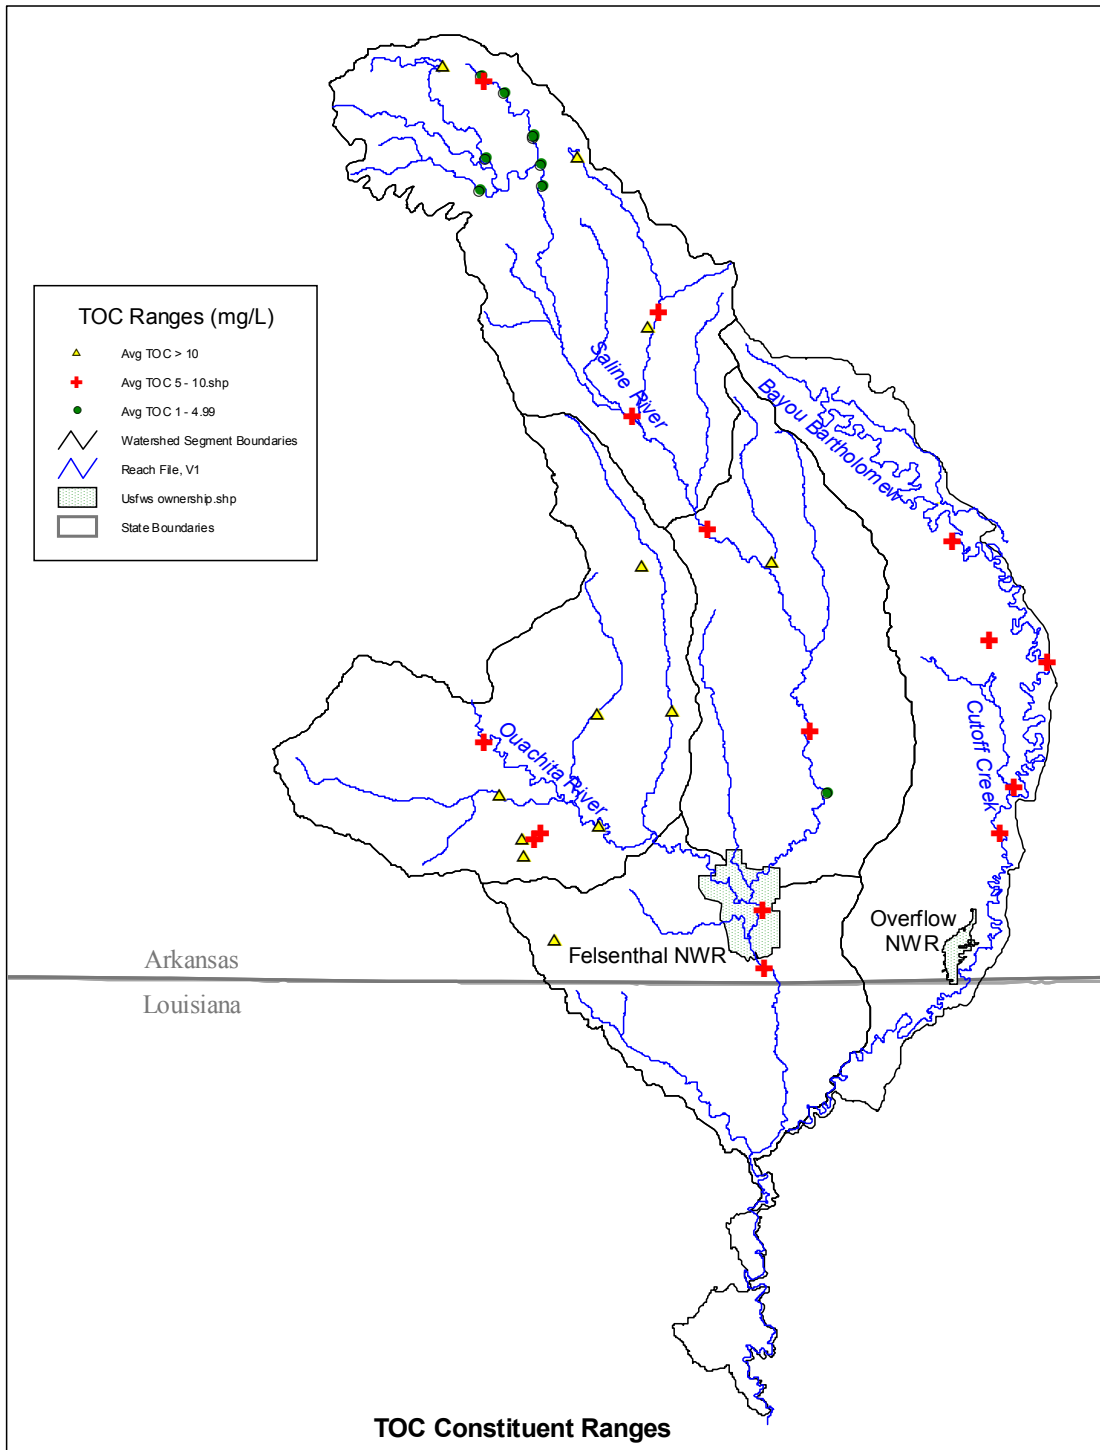 TOC Ranges (mg/L)
Avg TOC > 10
Avg TOC 5 - 10.shp
Avg TOC 1 - 4.99
Watershed Segment Boundaries
Reach File, V1
Usfws ownership.shp
State Boundaries
Saline River
Bayou Bartholomew
Ouachita River
Cutoff Creek
Overflow
NWR
Felsenthal NWR
Arkansas
Louisiana
TOC Constituent Ranges